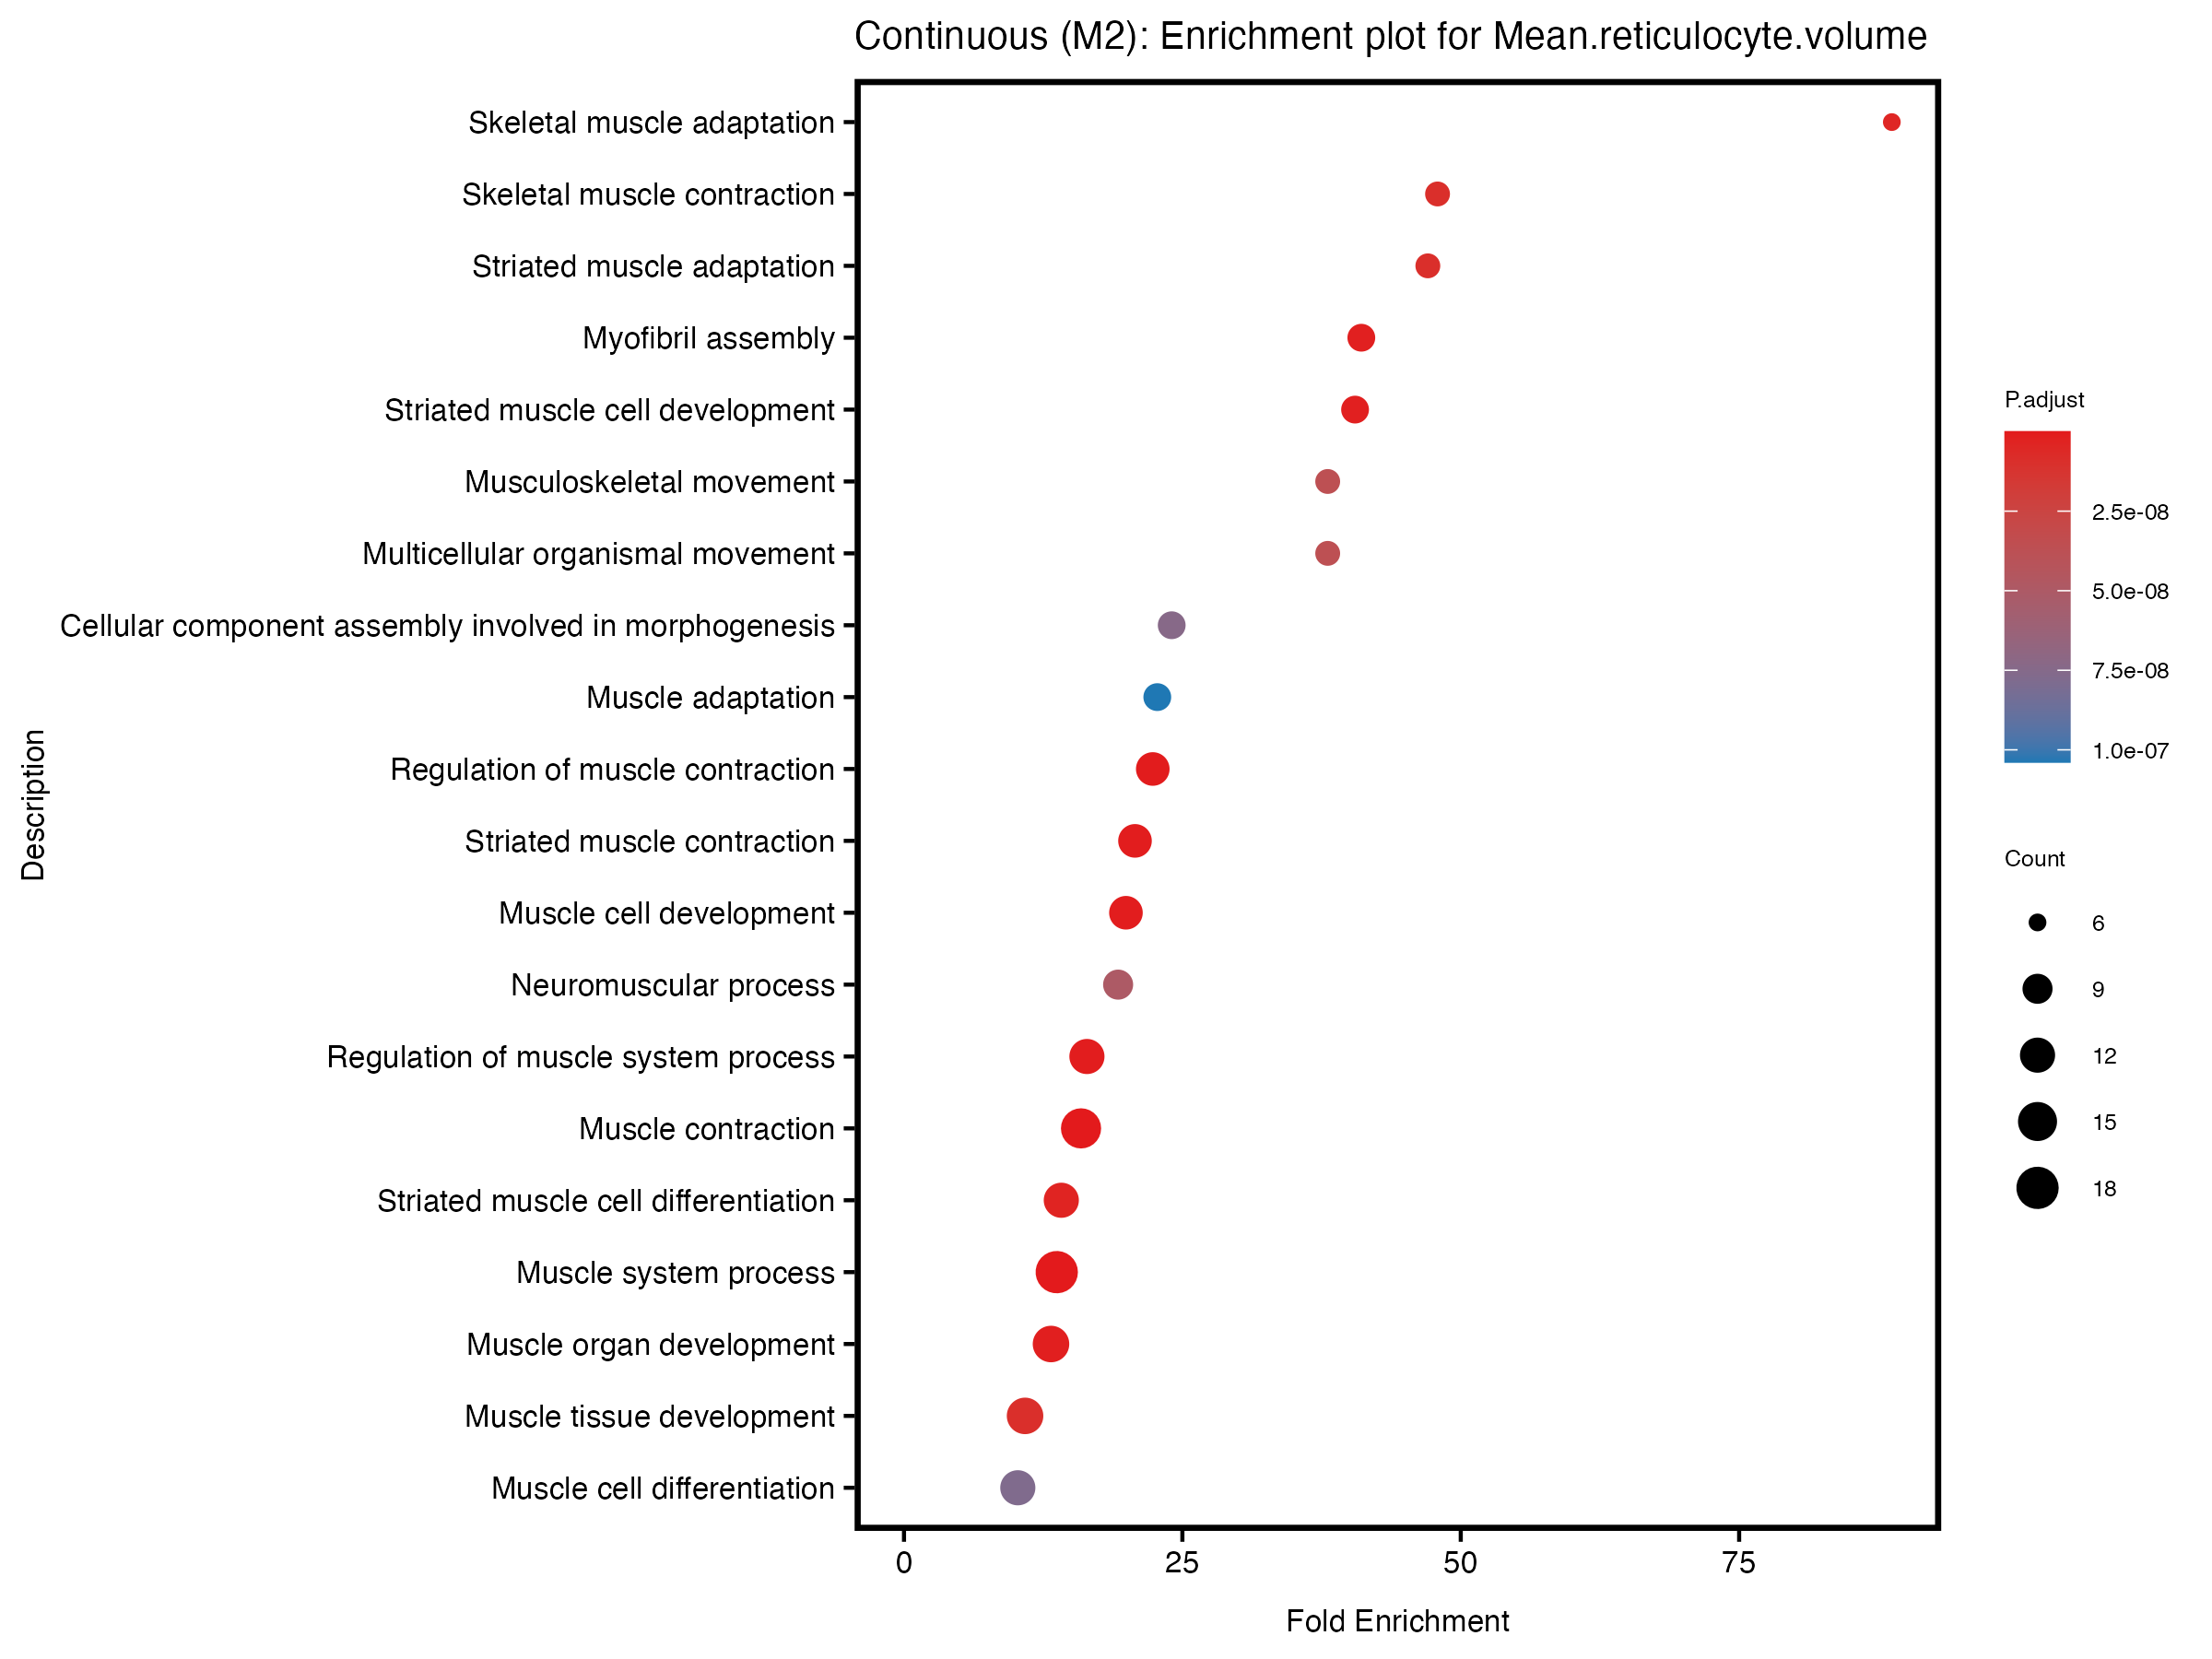 Continuous (M2): Enrichment plot for Mean.reticulocyte.volume
Skeletal muscle adaptation
Skeletal muscle contraction
Striated muscle adaptation
Myofibril assembly
Striated muscle cell development
Musculoskeletal movement
Multicellular organismal movement
Cellular component assembly involved in morphogenesis
Muscle adaptation
Regulation of muscle contraction
Striated muscle contraction
Muscle cell development
Neuromuscular process
Regulation of muscle system process
Muscle contraction
Striated muscle cell differentiation
Muscle system process
Muscle organ development
Muscle tissue development
Muscle cell differentiation
Description
0 25 50 75
Fold Enrichment
P.adjust
2.5e-08
5.0e-08
7.5e-08
1.0e-07
Count
6
9
12
15
18